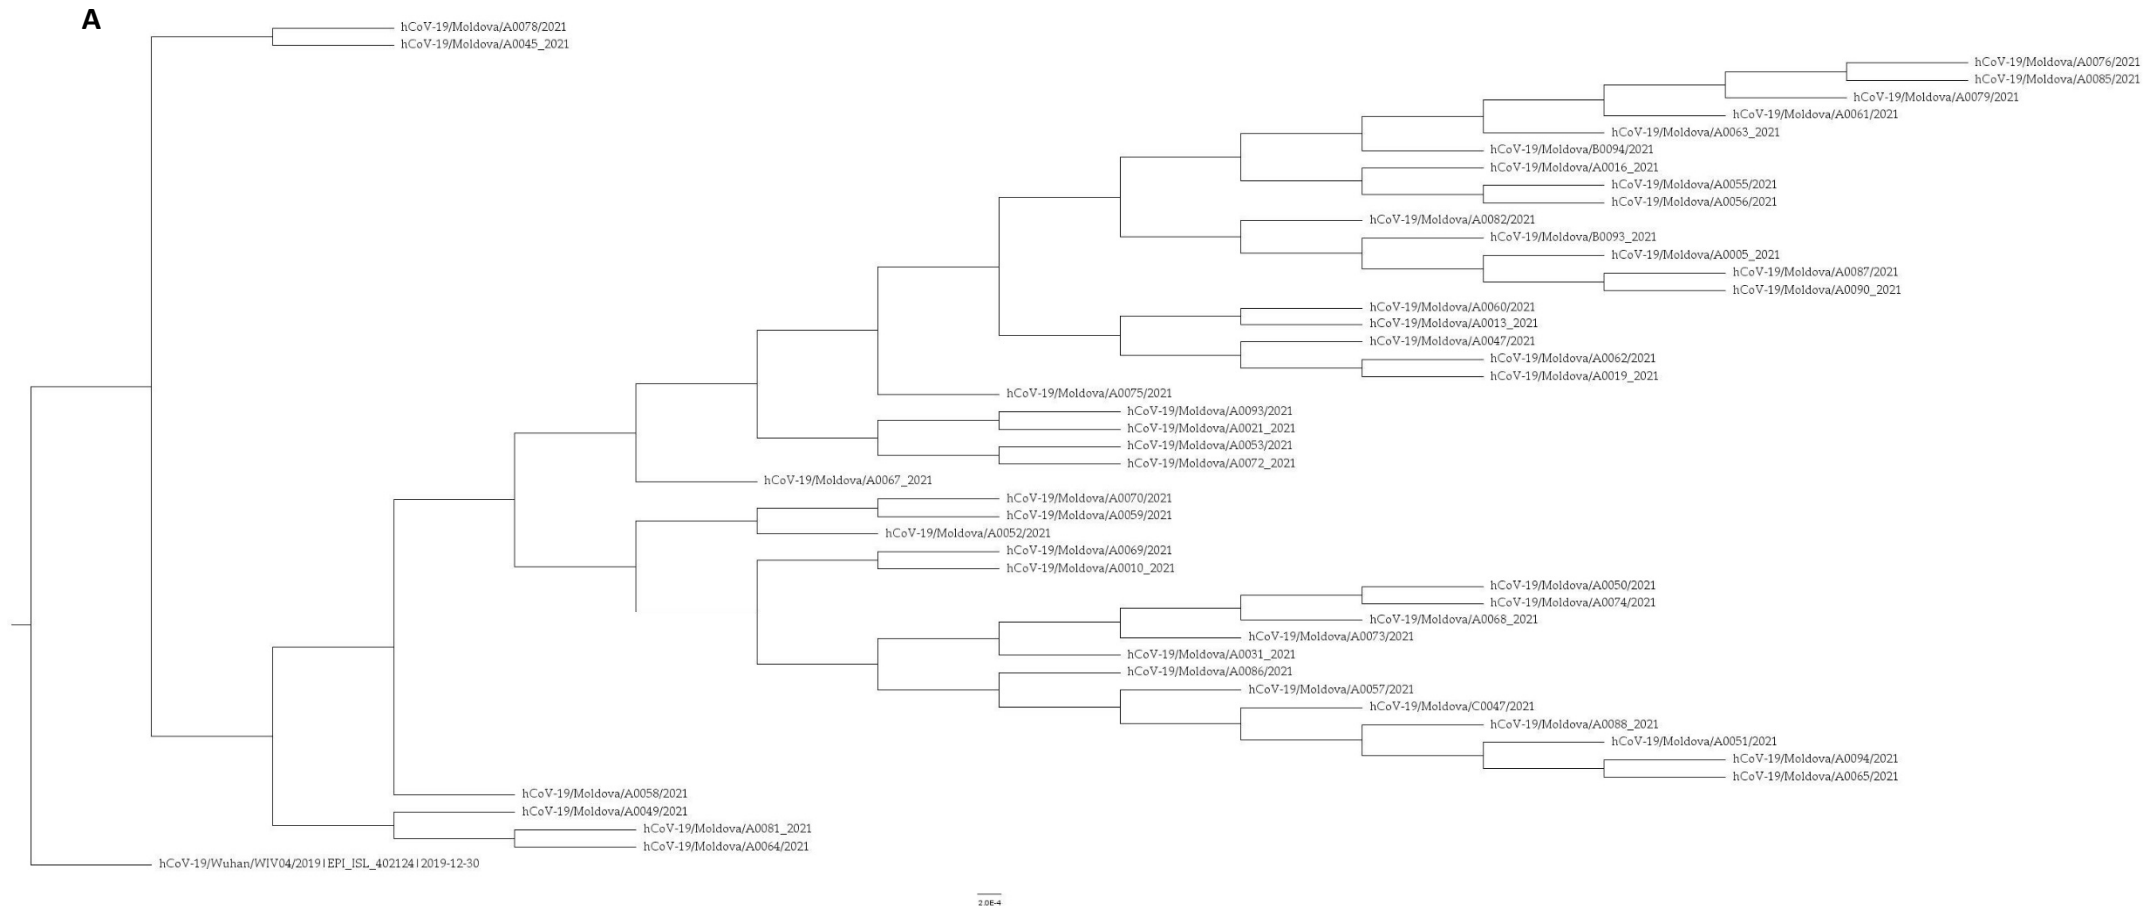 A
hCoV-19/Moldova/A0078/2021
hCoV-19/Moldova/A0045_2021
hCoV-19/Moldova/A0076/2021
hCoV-19/Moldova/A0085/2021
hCoV-19/Moldova/A0079/2021
hCoV-19/Moldova/A0061/2021
hCoV-19/Moldova/A0063_2021
hCoV-19/Moldova/B0094/2021
hCoV-19/Moldova/A0016_2021
hCoV-19/Moldova/A0055/2021
hCoV-19/Moldova/A0056/2021
hCoV-19/Moldova/A0082/2021
hCoV-19/Moldova/B0093_2021
hCoV-19/Moldova/A0005_2021
hCoV-19/Moldova/A0087/2021
hCoV-19/Moldova/A0090_2021
hCoV-19/Moldova/A0060/2021
hCoV-19/Moldova/A0013_2021
hCoV-19/Moldova/A0047/2021
hCoV-19/Moldova/A0062/2021
hCoV-19/Moldova/A0019_2021
hCoV-19/Moldova/A0075/2021
hCoV-19/Moldova/A0093/2021
hCoV-19/Moldova/A0021_2021
hCoV-19/Moldova/A0053/2021
hCoV-19/Moldova/A0072_2021
hCoV-19/Moldova/A0067_2021
hCoV-19/Moldova/A0070/2021
hCoV-19/Moldova/A0059/2021
hCoV-19/Moldova/A0052/2021
hCoV-19/Moldova/A0069/2021
hCoV-19/Moldova/A0010_2021
hCoV-19/Moldova/A0050/2021
hCoV-19/Moldova/A0074/2021
hCoV-19/Moldova/A0068_2021
hCoV-19/Moldova/A0073/2021
hCoV-19/Moldova/A0031_2021
hCoV-19/Moldova/A0086/2021
hCoV-19/Moldova/A0057/2021
hCoV-19/Moldova/C0047/2021
hCoV-19/Moldova/A0088_2021
hCoV-19/Moldova/A0051/2021
hCoV-19/Moldova/A0094/2021
hCoV-19/Moldova/A0065/2021
hCoV-19/Moldova/A0058/2021
hCoV-19/Moldova/A0049/2021
hCoV-19/Moldova/A0081_2021
hCoV-19/Moldova/A0064/2021
hCoV-19/Wuhan/WIV04/2019|EPI_ISL_402124|2019-12-30
2.0E-4